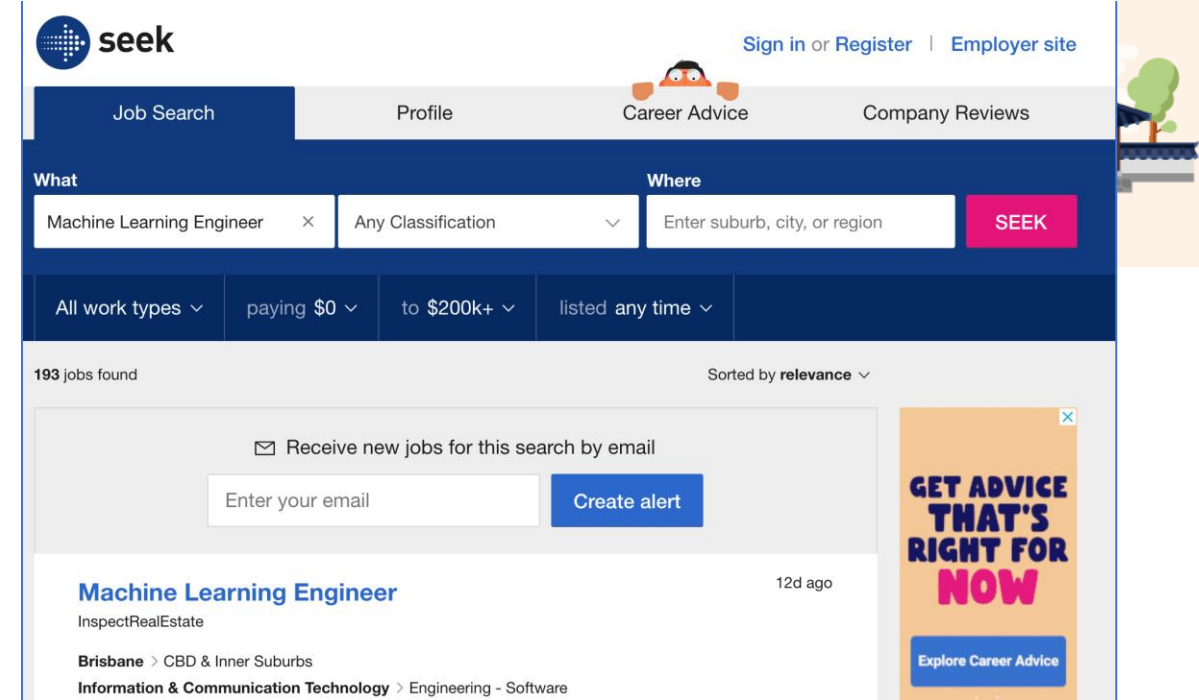 seek
Sign in or Register | Employer site
Job Search Profile Career Advice Company Reviews
What Where
Machine Learning Engineer × Any Classification Enter suburb, city, or region SEEK
All work types paying $0 to $200k+ listed any time
193 jobs found Sorted by relevance
Receive new jobs for this search by email
Enter your email Create alert
GET ADVICE
THAT'S
RIGHT FOR
NOW
Explore Career Advice
Machine Learning Engineer 12d ago
InspectRealEstate
Brisbane > CBD & Inner Suburbs
Information & Communication Technology > Engineering - Software